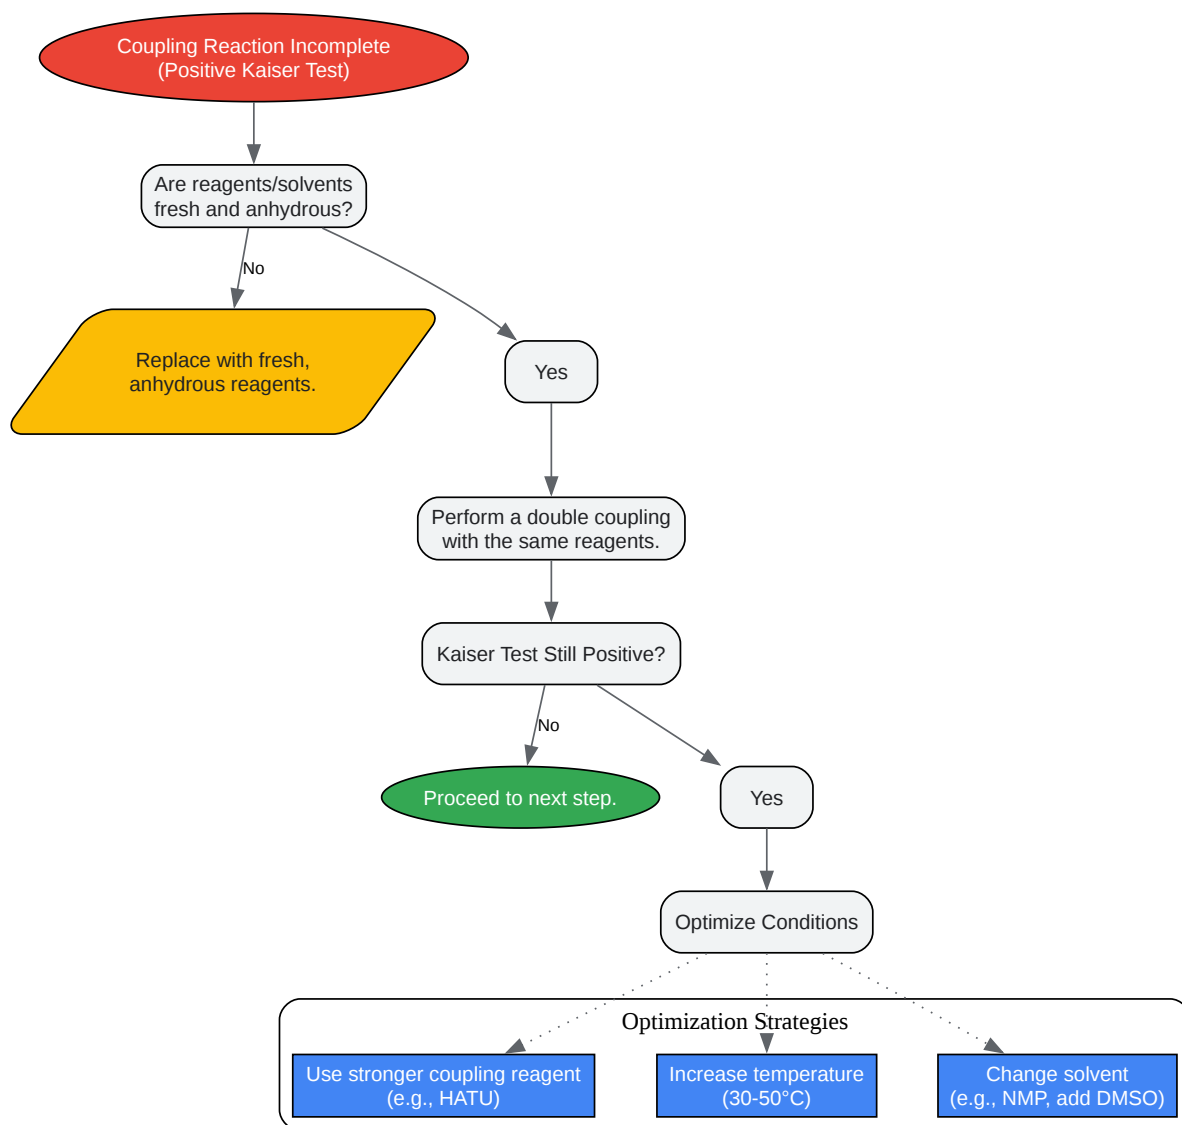 Coupling Reaction Incomplete
(Positive Kaiser Test)
Are reagents/solvents
fresh and anhydrous?
No
Replace with fresh,
anhydrous reagents.
Yes
Perform a double coupling
with the same reagents.
Kaiser Test Still Positive?
No
Proceed to next step.
Yes
Optimize Conditions
Optimization Strategies
Use stronger coupling reagent
(e.g., HATU)
Increase temperature
(30-50°C)
Change solvent
(e.g., NMP, add DMSO)